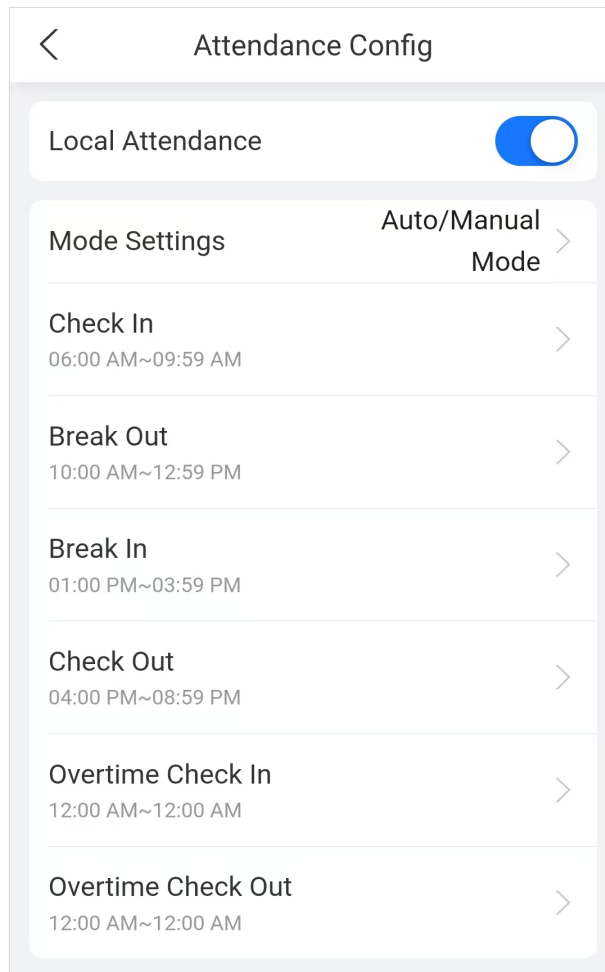 Attendance Config
Local Attendance
Mode Settings
Auto/Manual
Mode
Check In
06:00 AM~09:59 AM
Break Out
10:00 AM~12:59 PM
Break In
01:00 PM~03:59 PM
Check Out
04:00 PM~08:59 PM
Overtime Check In
12:00 AM~12:00 AM
Overtime Check Out
12:00 AM~12:00 AM